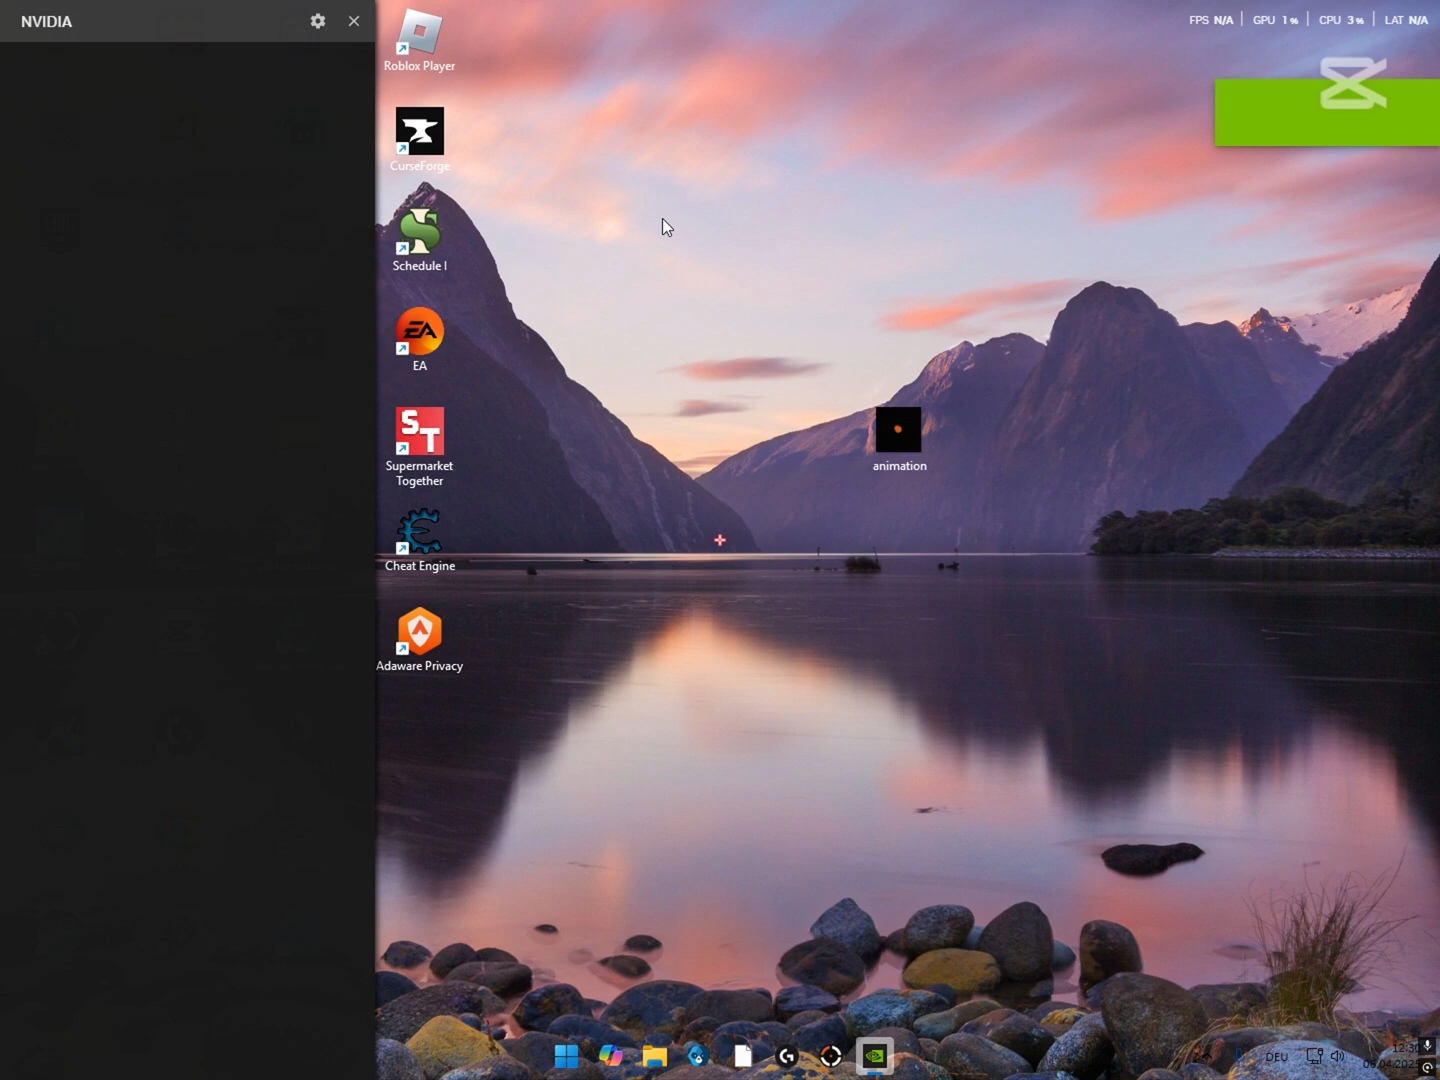 NVIDIA
FPS N/A GPU 1% CPU 3% LAT N/A
Roblox Player
CurseForge
Schedule I
EA
Supermarket
Together
animation
Cheat Engine
Adaware Privacy
DEU